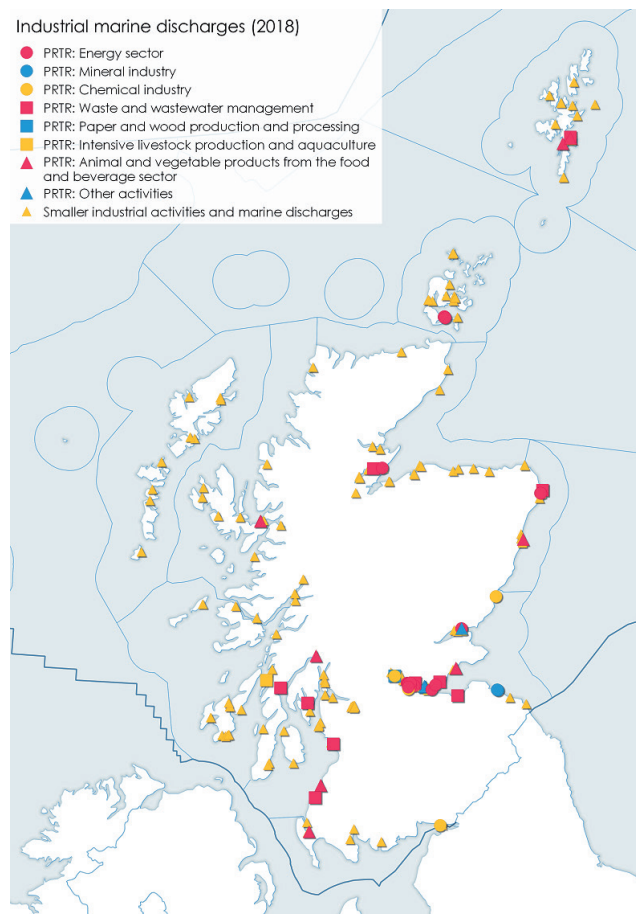 Industrial marine discharges (2018)
PRTR: Energy sector
PRTR: Mineral industry
PRTR: Chemical industry
PRTR: Waste and wastewater management
PRTR: Paper and wood production and processing
PRTR: Intensive livestock production and aquaculture
PRTR: Animal and vegetable products from the food
and beverage sector
PRTR: Other activities
Smaller industrial activities and marine discharges